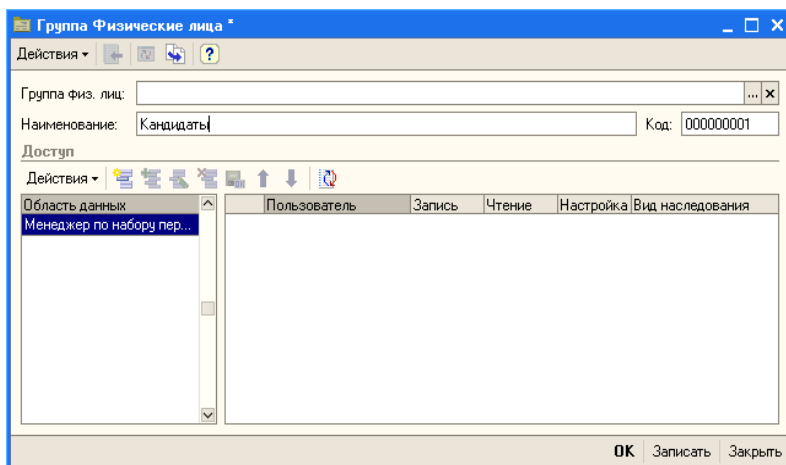 Группа Физические лица *
Действия
Группа физ. лиц:
Наименование: Кандидаты Код: 000000001
Доступ
Действия
Область данных Пользователь Запись Чтение Настройка Вид наследования
Менеджер по набору пер...
OK Записать Закрыть